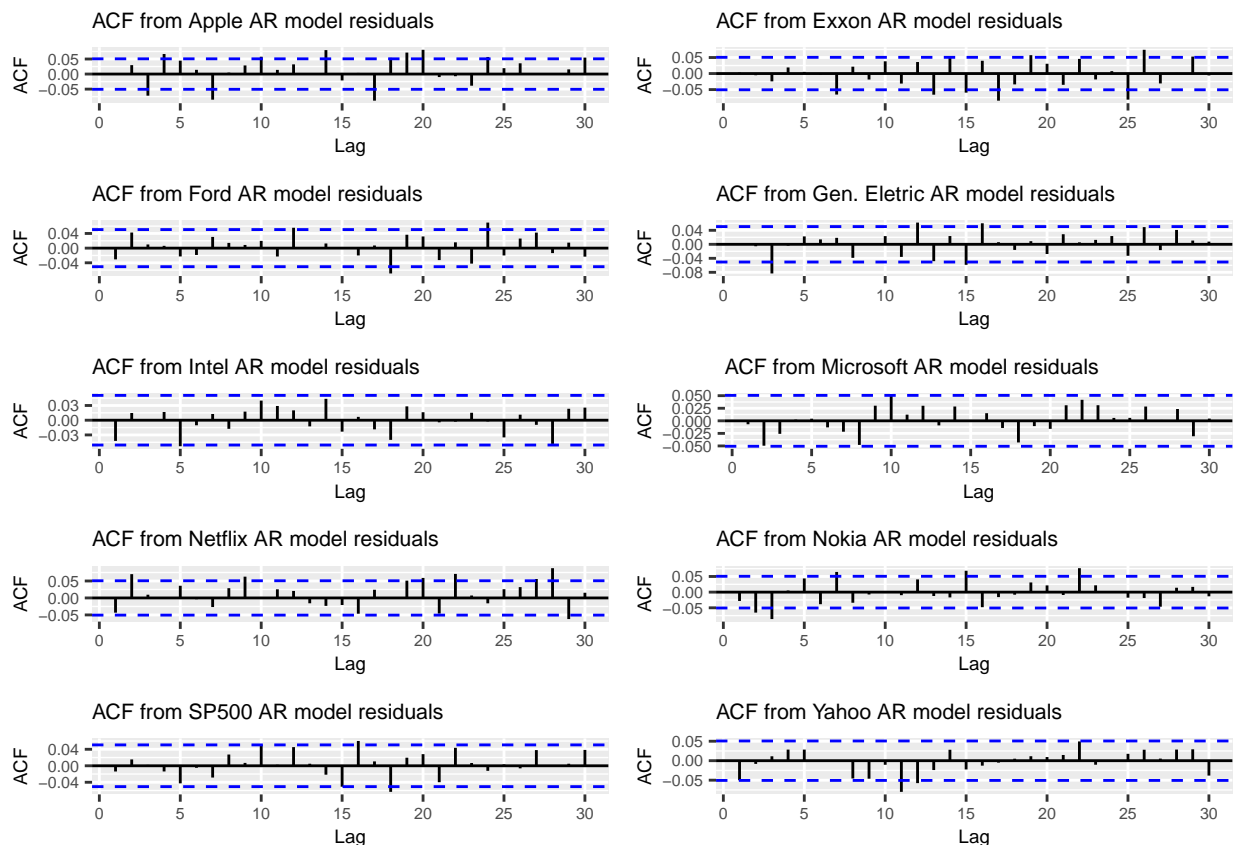 ACF from Apple AR model residuals
ACF
0.05
0.00
−0.05
0 5 10 15 20 25 30
Lag
ACF from Exxon AR model residuals
ACF
0.05
0.00
−0.05
0 5 10 15 20 25 30
Lag
ACF from Ford AR model residuals
ACF
0.04
0.00
−0.04
0 5 10 15 20 25 30
Lag
ACF from Gen. Eletric AR model residuals
ACF
0.04
0.00
−0.04
−0.08
0 5 10 15 20 25 30
Lag
ACF from Intel AR model residuals
ACF
0.03
0.00
−0.03
0 5 10 15 20 25 30
Lag
ACF from Microsoft AR model residuals
ACF
0.050
0.025
0.000
−0.025
−0.050
0 5 10 15 20 25 30
Lag
ACF from Netflix AR model residuals
ACF
0.05
0.00
−0.05
0 5 10 15 20 25 30
Lag
ACF from Nokia AR model residuals
ACF
0.05
0.00
−0.05
0 5 10 15 20 25 30
Lag
ACF from SP500 AR model residuals
ACF
0.04
0.00
−0.04
0 5 10 15 20 25 30
Lag
ACF from Yahoo AR model residuals
ACF
0.05
0.00
−0.05
0 5 10 15 20 25 30
Lag